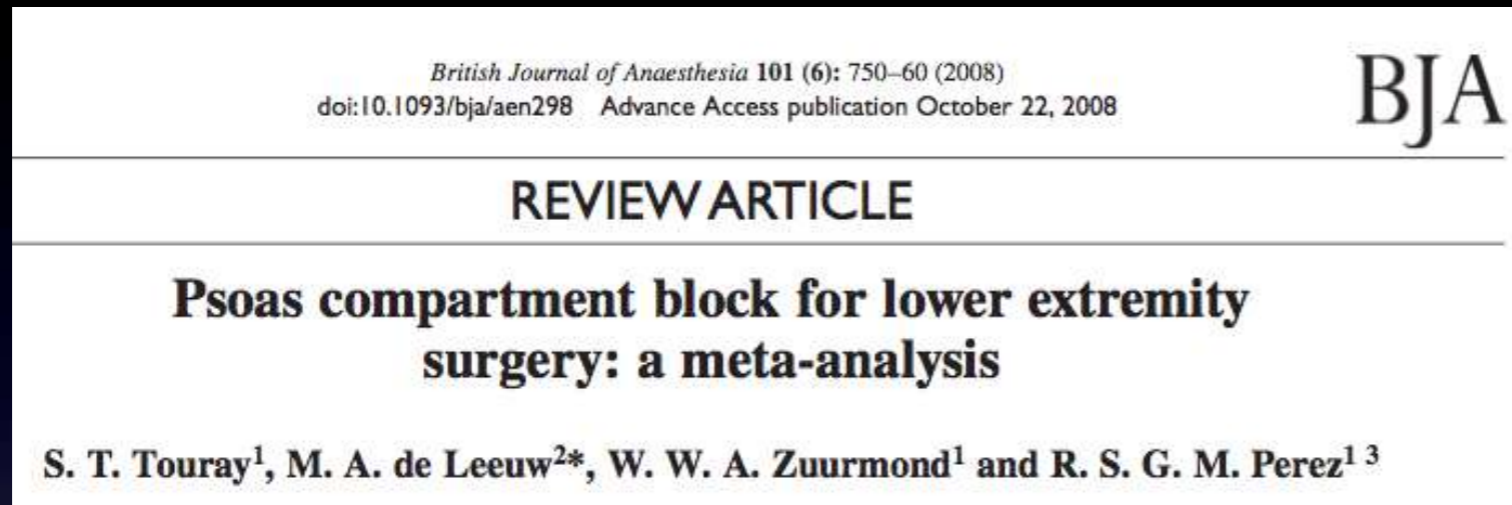 British Journal of Anaesthesia 101 (6): 750–60 (2008)
doi:10.1093/bja/aen298 Advance Access publication October 22, 2008
BJA
REVIEW ARTICLE
Psoas compartment block for lower extremity
surgery: a meta-analysis
S. T. Touray1, M. A. de Leeuw2*, W. W. A. Zuurmond1 and R. S. G. M. Perez1 3